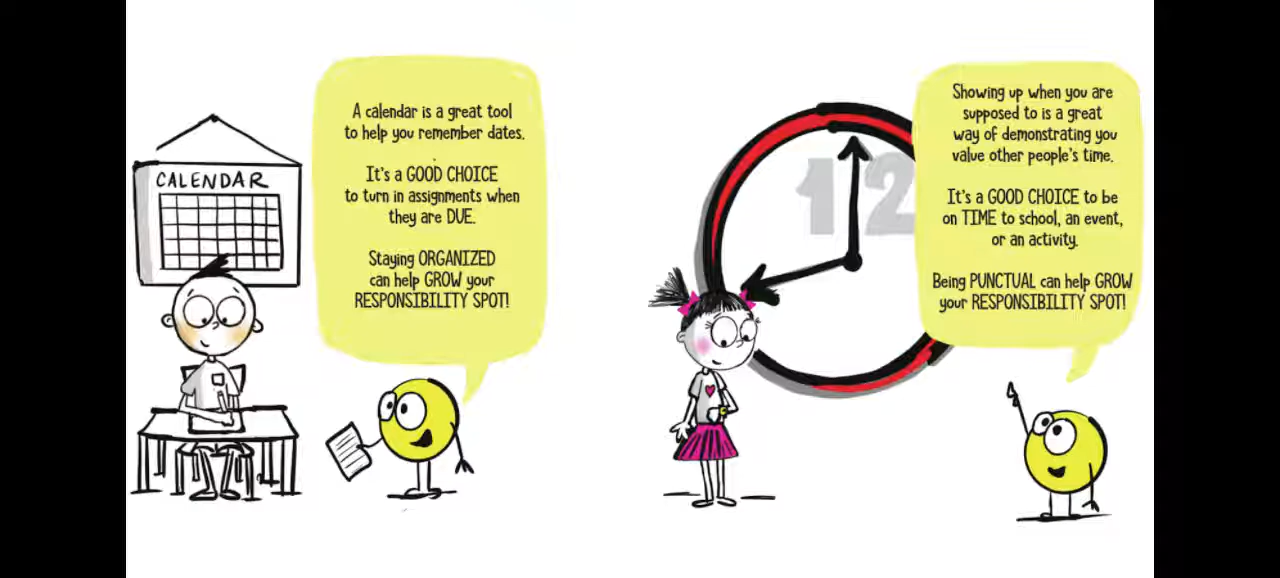 CALENDAR
A calendar is a great tool
to help you remember dates.
It's a GOOD CHOICE
to turn in assignments when
they are DUE.
Staying ORGANIZED
can help GROW your
RESPONSIBILITY SPOT!
12
Showing up when you are
supposed to is a great
way of demonstrating you
value other people's time.
It's a GOOD CHOICE to be
on TIME to school, an event,
or an activity.
Being PUNCTUAL can help GROW
your RESPONSIBILITY SPOT!